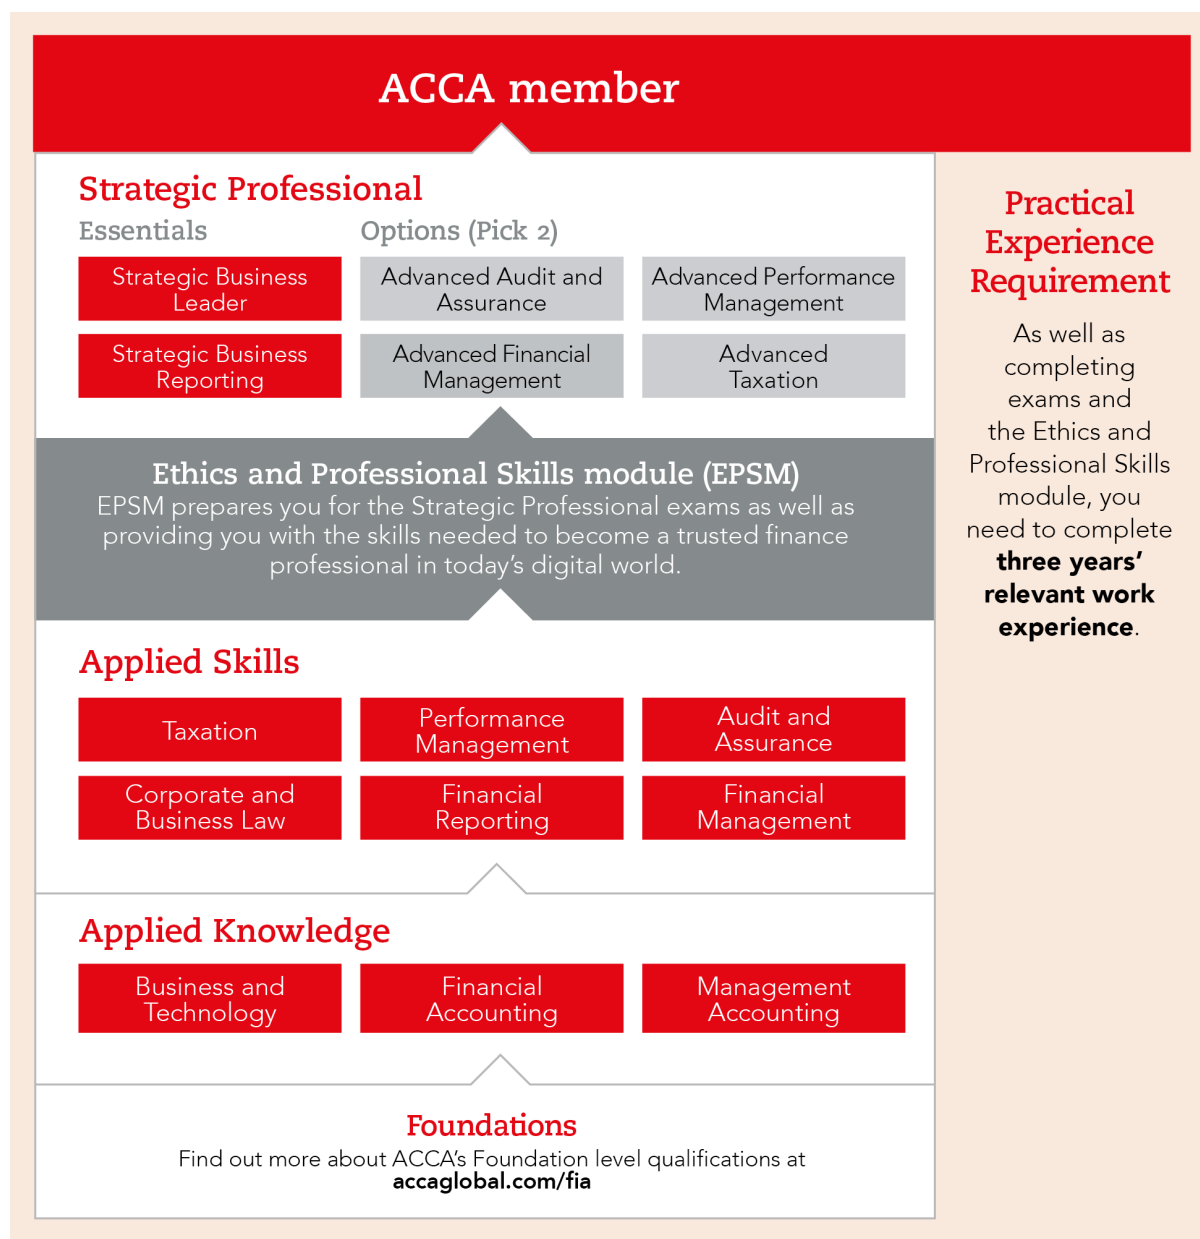 ACCA member
Strategic Professional
Essentials
Options (Pick 2)
Strategic Business
Leader
Advanced Audit and
Assurance
Advanced Performance
Management
Strategic Business
Reporting
Advanced Financial
Management
Advanced
Taxation
Ethics and Professional Skills module (EPSM)
EPSM prepares you for the Strategic Professional exams as well as
providing you with the skills needed to become a trusted finance
professional in today’s digital world.
Applied Skills
Taxation
Performance
Management
Audit and
Assurance
Corporate and
Business Law
Financial
Reporting
Financial
Management
Applied Knowledge
Business and
Technology
Financial
Accounting
Management
Accounting
Foundations
Find out more about ACCA’s Foundation level qualifications at
accaglobal.com/fia
Practical
Experience
Requirement
As well as
completing
exams and
the Ethics and
Professional Skills
module, you
need to complete
three years’
relevant work
experience.